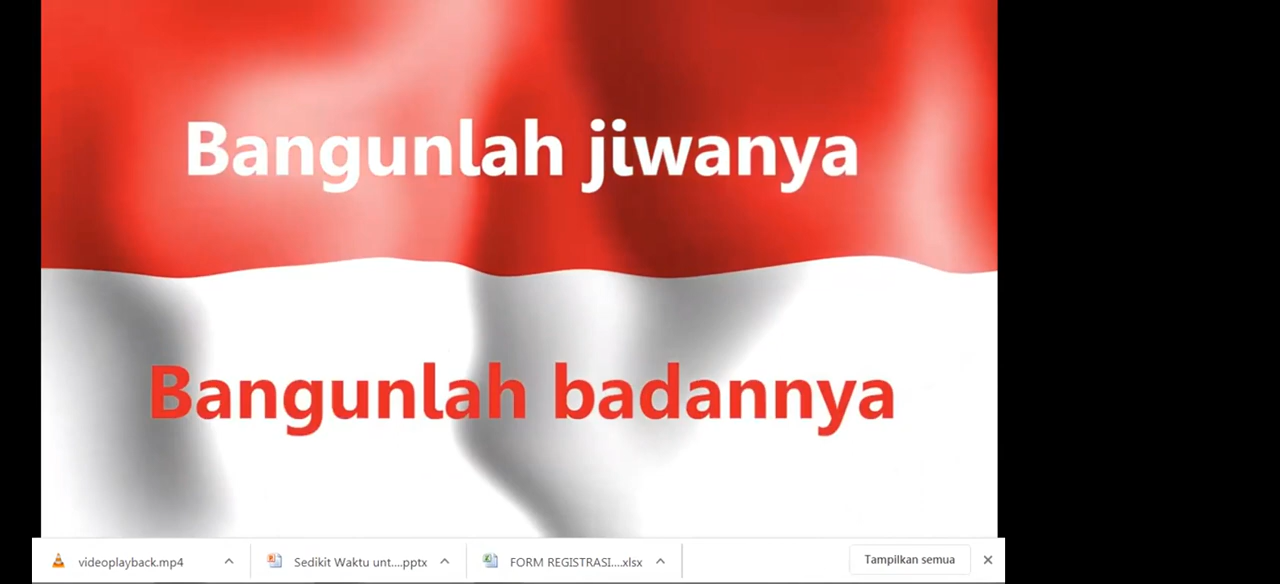 Bangunlah jiwanya
Bangunlah badannya
videoplayback.mp4
Sedikit Waktu unt....pptx
FORM REGISTRASI....xlsx
Tampilkan semua